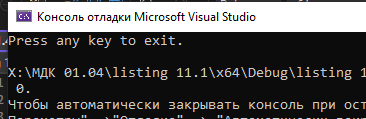 Консоль отладки Microsoft Visual Studio
Press any key to exit.
X:\МДК 01.04\listing 11.1\x64\Debug\listing 1
0.
Чтобы автоматически закрывать консоль при ост